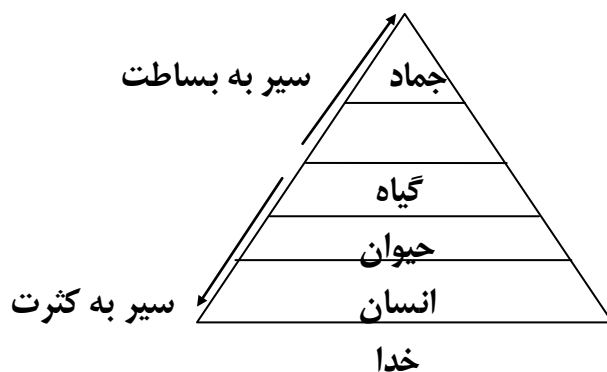 جماد
سیر به بساطت
گیاه
حیوان
انسان
سیر به کثرت
خدا